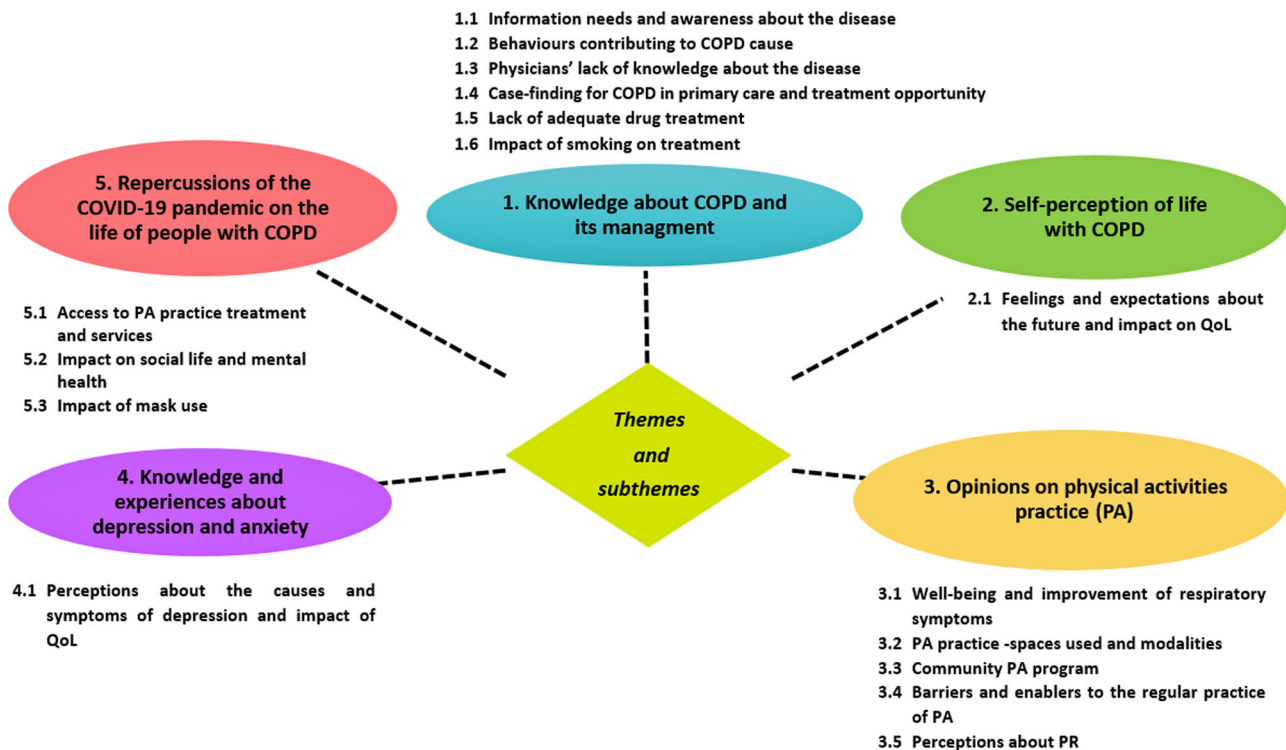 1.1 Information needs and awareness about the disease
1.2 Behaviours contributing to COPD cause
1.3 Physicians' lack of knowledge about the disease
1.4 Case-finding for COPD in primary care and treatment opportunity
1.5 Lack of adequate drug treatment
1.6 Impact of smoking on treatment
1. Knowledge about COPD and
its managment
2. Self-perception of life
with COPD
2.1 Feelings and expectations about
the future and impact on QoL
3. Opinions on physical activities
practice (PA)
3.1 Well-being and improvement of respiratory
symptoms
3.2 PA practice -spaces used and modalities
3.3 Community PA program
3.4 Barriers and enablers to the regular practice
of PA
3.5 Perceptions about PR
4. Knowledge and
experiences about
depression and anxiety
4.1 Perceptions about the causes and
symptoms of depression and impact of
QoL
5. Repercussions of the
COVID-19 pandemic on the
life of people with COPD
5.1 Access to PA practice treatment
and services
5.2 Impact on social life and mental
health
5.3 Impact of mask use
Themes
and
subthemes